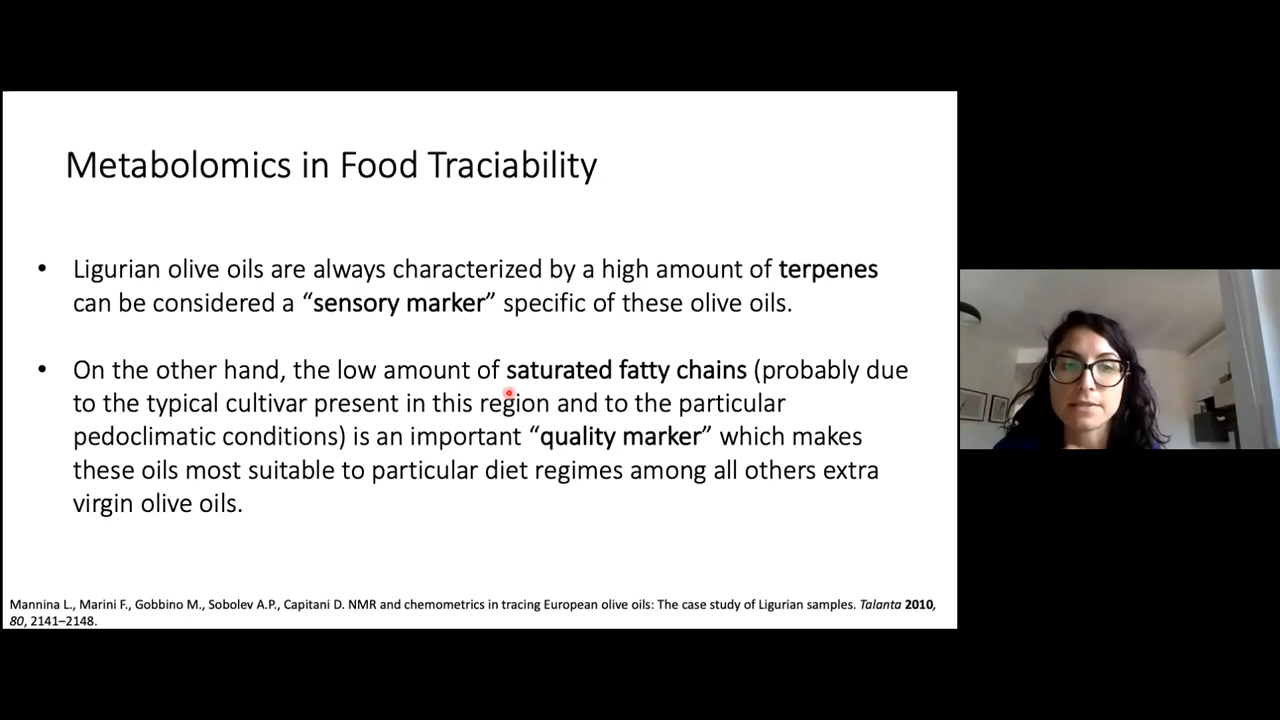 Metabolomics in Food Traciability
• Ligurian olive oils are always characterized by a high amount of terpenes
can be considered a “sensory marker” specific of these olive oils.
• On the other hand, the low amount of saturated fatty chains (probably due
to the typical cultivar present in this region and to the particular
pedoclimatic conditions) is an important “quality marker” which makes
these oils most suitable to particular diet regimes among all others extra
virgin olive oils.
Mannina L., Marini F., Gobbino M., Sobolev A.P., Capitani D. NMR and chemometrics in tracing European olive oils: The case study of Ligurian samples. Talanta 2010,
80, 2141–2148.